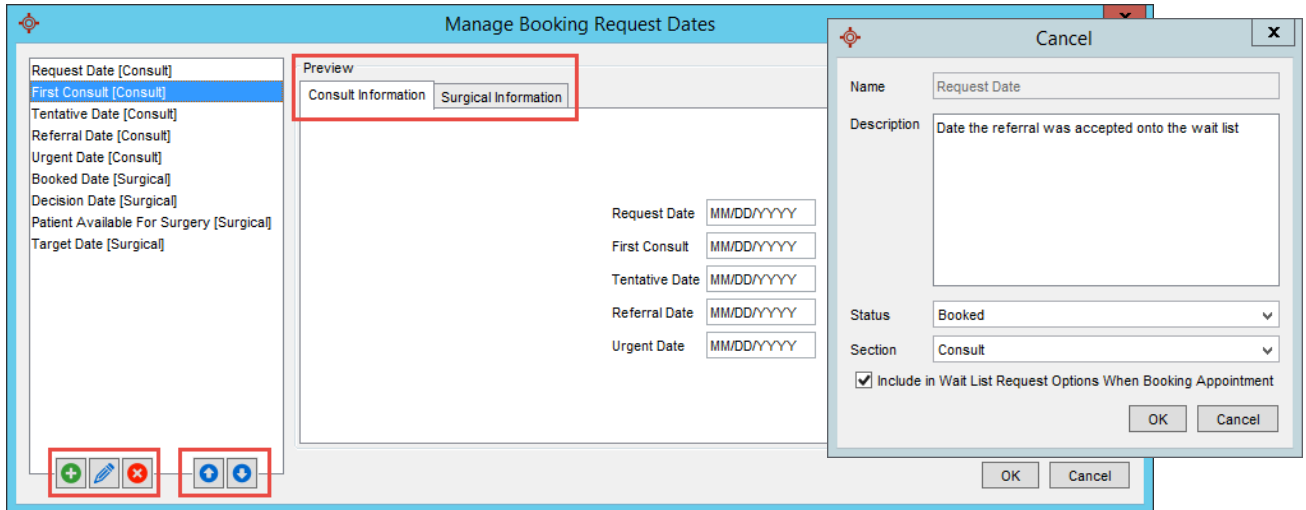 Manage Booking Request Dates
x
Request Date [Consult]
First Consult [Consult]
Tentative Date [Consult]
Referral Date [Consult]
Urgent Date [Consult]
Booked Date [Surgical]
Decision Date [Surgical]
Patient Available For Surgery [Surgical]
Target Date [Surgical]
Preview
Consult Information
Surgical Information
Request Date MM/DD/YYYY
First Consult MM/DD/YYYY
Tentative Date MM/DD/YYYY
Referral Date MM/DD/YYYY
Urgent Date MM/DD/YYYY
OK
Cancel
Cancel
x
Name Request Date
Description Date the referral was accepted onto the wait list
Status Booked
Section Consult
Include in Wait List Request Options When Booking Appointment
OK
Cancel